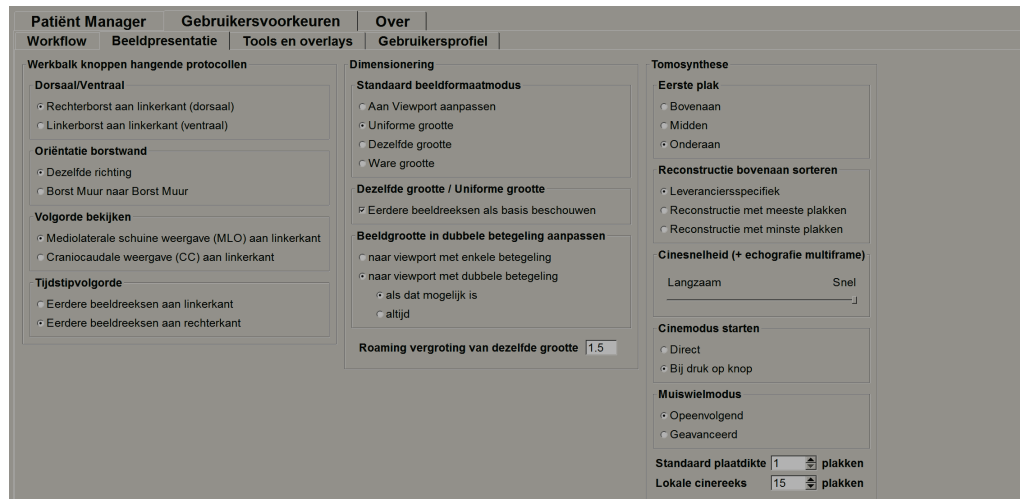 Patiënt Manager Gebruikersvoorkeuren Over
Workflow Beeldpresentatie Tools en overlays Gebruikersprofiel
Werkbalk knoppen hangende protocollen
Dorsaal/Ventraal
Rechterborst aan linkerkant (dorsaal)
Linkerborst aan linkerkant (ventraal)
Oriëntatie borstwand
Dezelfde richting
Borst Muur naar Borst Muur
Volgorde bekijken
Mediolaterale schuine weergave (MLO) aan linkerkant
Craniocaudale weergave (CC) aan linkerkant
Tijdstipvolgorde
Eerdere beeldreeksen aan linkerkant
Eerdere beeldreeksen aan rechterkant
Dimensionering
Standaard beeldformaatmodus
Aan Viewport aanpassen
Uniforme grootte
Dezelfde grootte
Ware grootte
Dezelfde grootte / Uniforme grootte
Eerdere beeldreeksen als basis beschouwen
Beeldgrootte in dubbele betegeling aanpassen
naar viewport met enkele betegeling
naar viewport met dubbele betegeling
als dat mogelijk is
altijd
Roaming vergroting van dezelfde grootte 1.5
Tomosynthese
Eerste plak
Bovenaan
Midden
Onderaan
Reconstructie bovenaan sorteren
Leveranciersspecifiek
Reconstructie met meeste plakken
Reconstructie met minste plakken
Cinesnelheid (+ echografie multiframe)
Langzaam Snel
Cinemodus starten
Direct
Bij druk op knop
Muiswielmodus
Opeenvolgend
Geavanceerd
Standaard plaatdikte 1 plakken
Lokale cinereeks 15 plakken